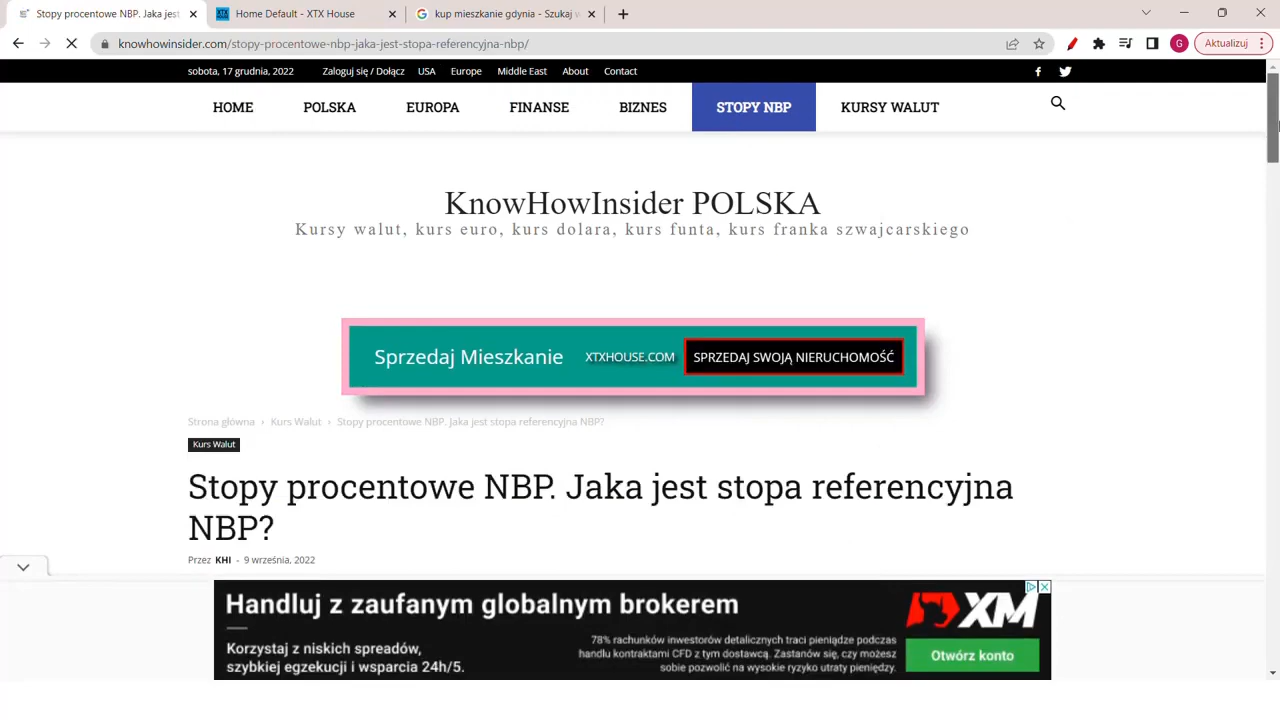 Stopy procentowe NBP. Jaka jest
Home Default - XTX House
kup mieszkanie gdynia - Szukaj w
knowhowinsider.com/stopy-procentowe-nbp-jaka-jest-stopa-referencyjna-nbp/
G
Aktualizuj
sobota, 17 grudnia, 2022
Zaloguj się / Dołącz
USA
Europe
Middle East
About
Contact
HOME
POLSKA
EUROPA
FINANSE
BIZNES
STOPY NBP
KURSY WALUT
KnowHowInsider POLSKA
Kursy walut, kurs euro, kurs dolara, kurs funta, kurs franka szwajcarskiego
Sprzedaj Mieszkanie
XTXHOUSE.COM
SPRZEDAJ SWOJĄ NIERUCHOMOŚĆ
Strona główna › Kurs Walut › Stopy procentowe NBP. Jaka jest stopa referencyjna NBP?
Kurs Walut
Stopy procentowe NBP. Jaka jest stopa referencyjna
NBP?
Przez KHI - 9 września, 2022
Handluj z zaufanym globalnym brokerem
Korzystaj z niskich spreadów,
szybkiej egzekucji i wsparcia 24h/5.
78% rachunków inwestorów detalicznych traci pieniądze podczas
handlu kontraktami CFD z tym dostawcą. Zastanów się, czy możesz
sobie pozwolić na wysokie ryzyko utraty pieniędzy.
XM
Otwórz konto